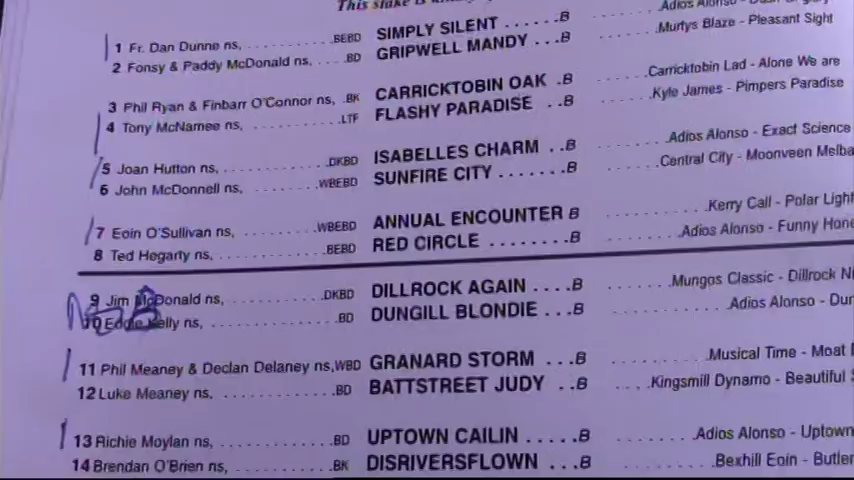 This stake is
1 Fr. Dan Dunne ns, ............BEBD SIMPLY SILENT ......B ............Adios Alonso -
2 Fonsy & Paddy McDonald ns, ....BD GRIPWELL MANDY ...B ............Murtys Blaze - Pleasant Sight
3 Phil Ryan & Finbarr O'Connor ns, .BK CARRICKTOBIN OAK .B ......Carricktobin Lad - Alone We are
4 Tony McNamee ns, ............LTF FLASHY PARADISE ..B ......Kyle James - Pimpers Paradise
5 Joan Hutton ns, ............DKBD ISABELLES CHARM ..B ........Adios Alonso - Exact Science
6 John McDonnell ns, ........WBEBD SUNFIRE CITY .......B ......Central City - Moonveen Melba
7 Eoin O'Sullivan ns, ........WBEBD ANNUAL ENCOUNTER B ............Kerry Call - Polar Light
8 Ted Hegarty ns, ............BEBD RED CIRCLE ........B ........Adios Alonso - Funny
9 Jim McDonald ns, ............DKBD DILLROCK AGAIN ....B ........Mungos Classic - Dillrock
10 Eddie Kelly ns, ............BD DUNGILL BLONDIE ...B ............Adios Alonso -
11 Phil Meaney & Declan Delaney ns,WBD GRANARD STORM ...B ............Musical Time - Moat
12 Luke Meaney ns, ............BD BATTSTREET JUDY ..B ....Kingsmill Dynamo - Beautiful
13 Richie Moylan ns, ............BD UPTOWN CAILIN .....B ........Adios Alonso - Uptown
14 Brendan O'Brien ns, ............BK DISRIVERSFLOWN ...B ............Bexhill Eoin - Butler